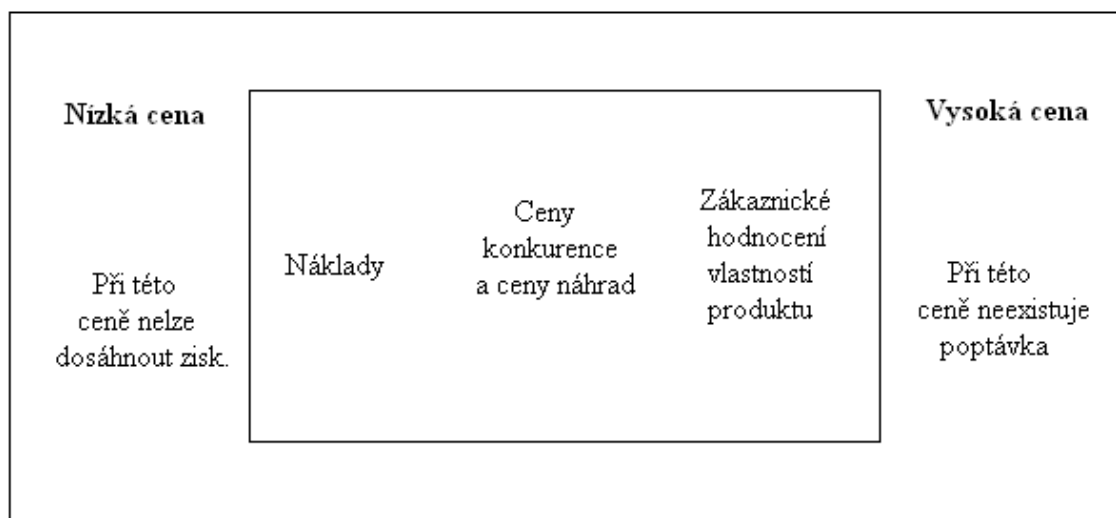 Nízká cena
Při této
ceně nelze
dosáhnout zisk.
Náklady
Ceny
konkurence
a ceny náhrad
Zákaznické
hodnocení
vlastností
produktu
Vysoká cena
Při této
ceně neexistuje
poptávka